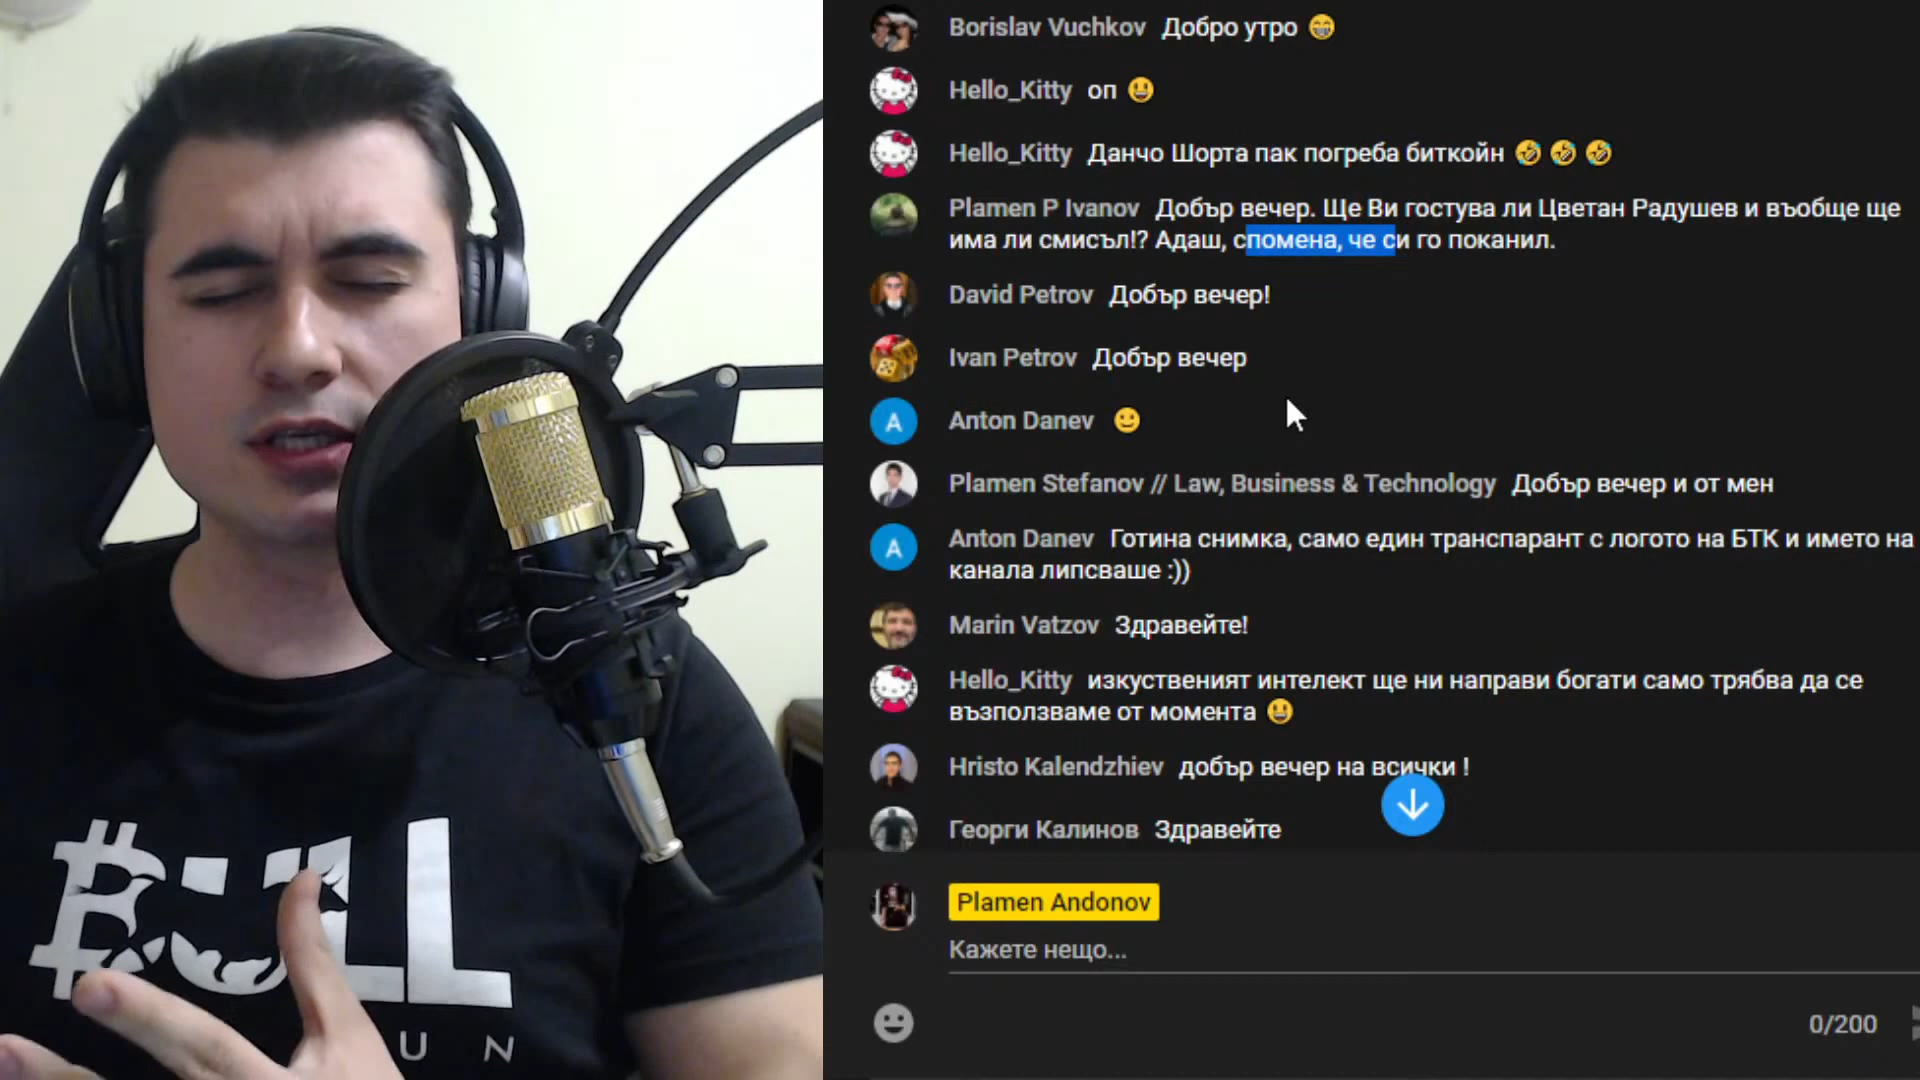 Borislav Vuchkov Добро утро
Hello_Kitty оп
Hello_Kitty Данчо Шорта пак погреба биткойн
Plamen P Ivanov Добър вечер. Ще Ви гостува ли Цветан Радушев и въобще ще
има ли смисъл!? Адаш, спомена, че си го поканил.
David Petrov Добър вечер!
Ivan Petrov Добър вечер
Anton Danev
A
Plamen Stefanov // Law, Business & Technology Добър вечер и от мен
A
Anton Danev Готина снимка, само един транспарант с логото на БТК и името на
канала липсваше :))
Marin Vatzov Здравейте!
Hello_Kitty изкуственият интелект ще ни направи богати само трябва да се
възползваме от момента
Hristo Kalendzhiev добър вечер на всички !
Георги Калинов Здравейте
Plamen Andonov
Кажете нещо...
0/200
BULL
UN